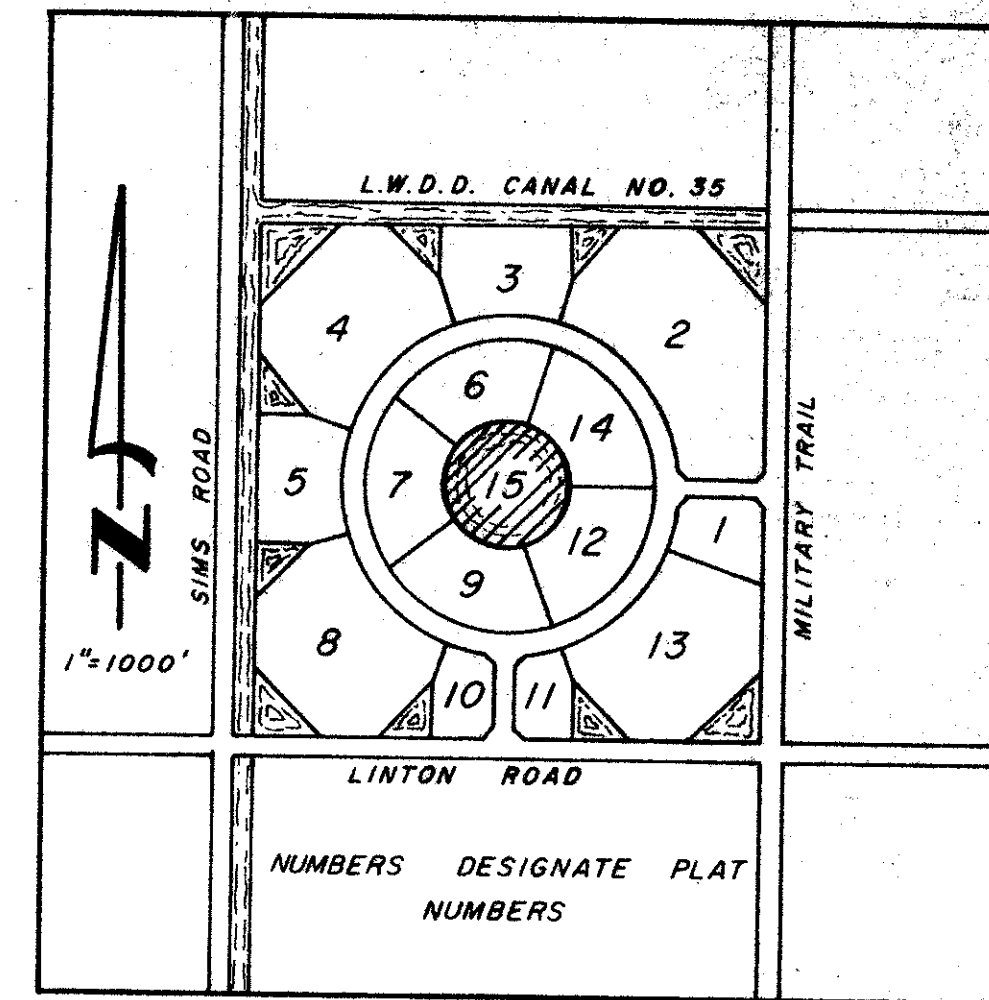 L.W.D.D. CANAL NO. 35
3
4
2
6
14
5
7
15
1
12
9
8
13
10
11
N
SIMS ROAD
MILITARY TRAIL
1"=1000'
LINTON ROAD
NUMBERS DESIGNATE PLAT
NUMBERS